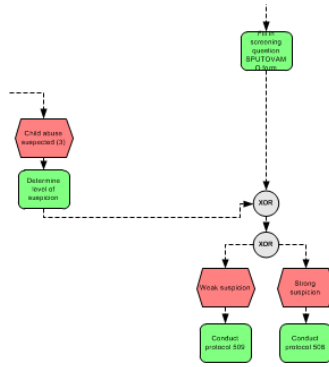 Fill in
screening
question
SPUTOVAM
O form
Child abuse
suspected (3)
Determine
level of
suspicion
XOR
XOR
Weak suspicion
Strong
suspicion
Conduct
protocol 509
Conduct
protocol 508